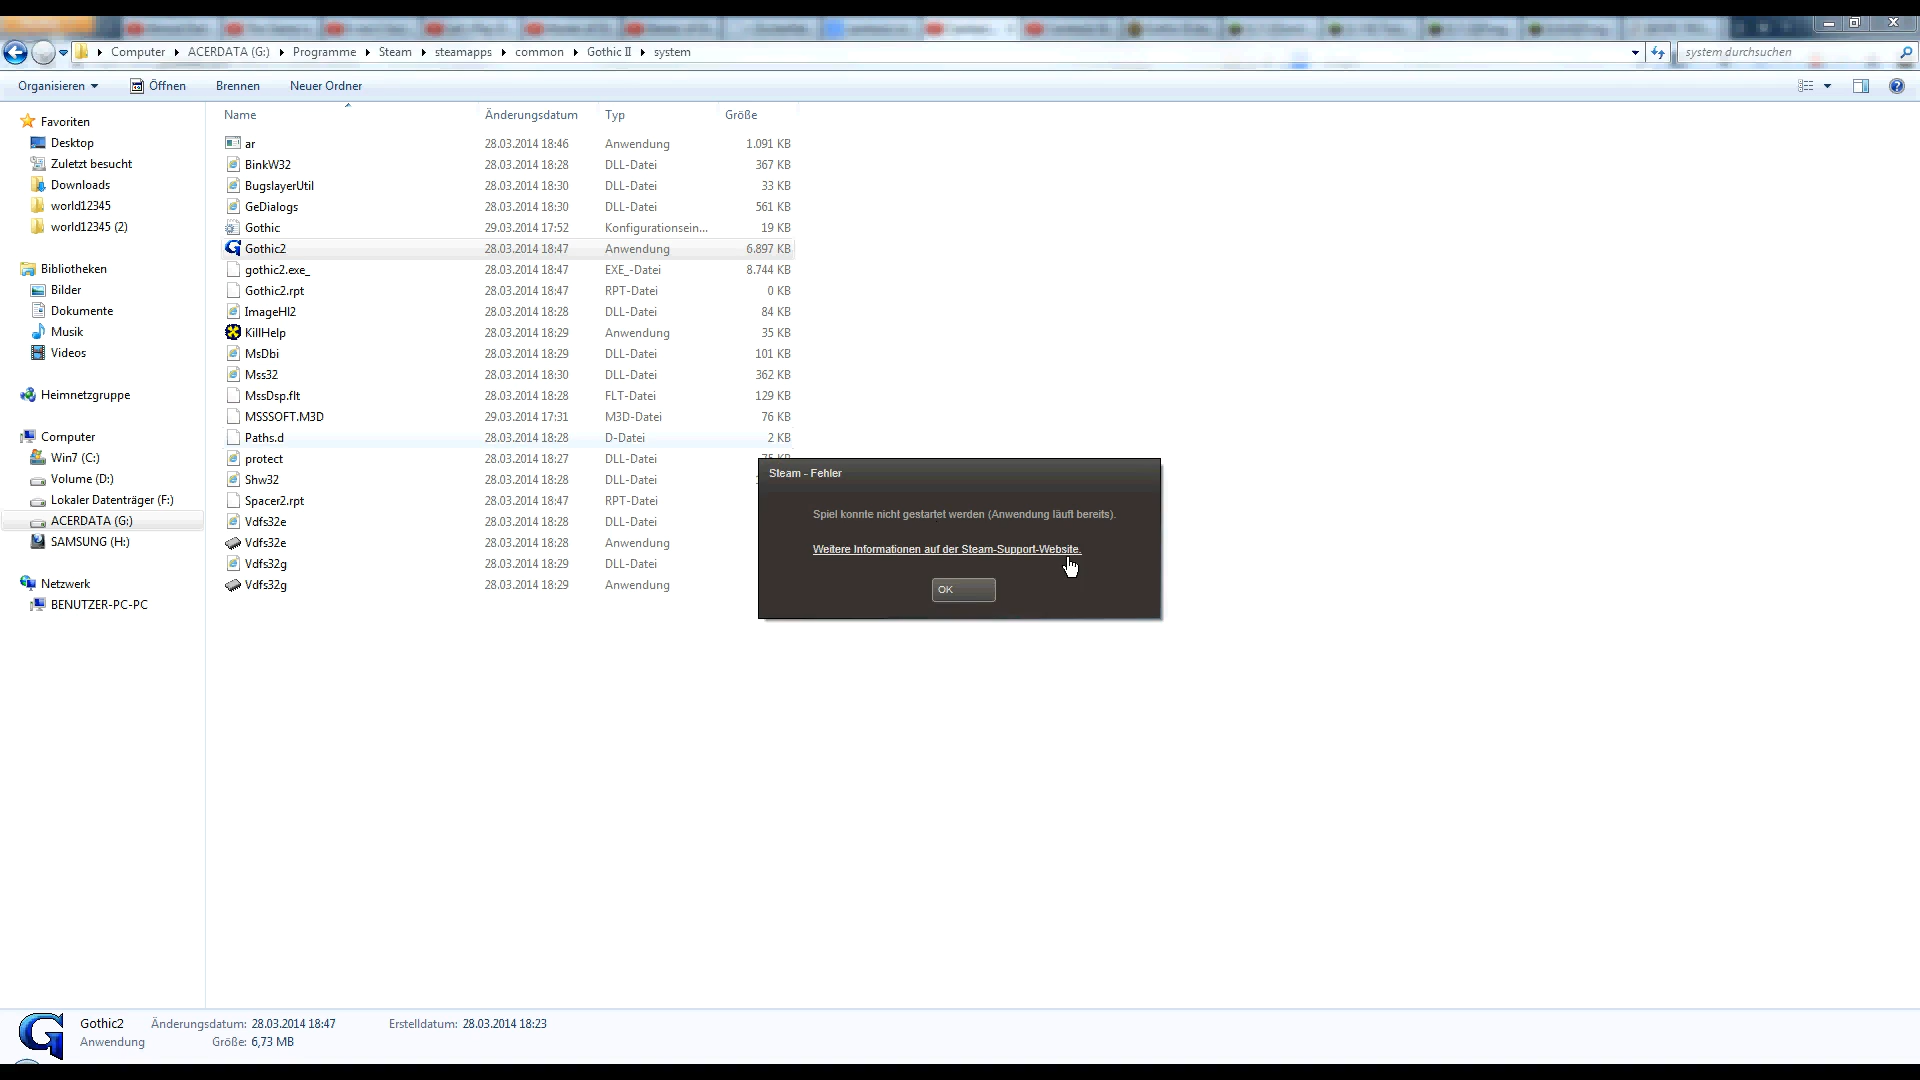 Computer ACERDATA (G:) Programme Steam steamapps common Gothic II system
system durchsuchen
Organisieren Öffnen Brennen Neuer Ordner
Name Änderungsdatum Typ Größe
Favoriten
Desktop
Zuletzt besucht
Downloads
world12345
world12345 (2)
Bibliotheken
Bilder
Dokumente
Musik
Videos
Heimnetzgruppe
Computer
Win7 (C:)
Volume (D:)
Lokaler Datenträger (F:)
ACERDATA (G:)
SAMSUNG (H:)
Netzwerk
BENUTZER-PC-PC
ar 28.03.2014 18:46 Anwendung 1.091 KB
BinkW32 28.03.2014 18:28 DLL-Datei 367 KB
BugslayerUtil 28.03.2014 18:30 DLL-Datei 33 KB
GeDialogs 28.03.2014 18:30 DLL-Datei 561 KB
Gothic 29.03.2014 17:52 Konfigurationsein... 19 KB
Gothic2 28.03.2014 18:47 Anwendung 6.897 KB
gothic2.exe_ 28.03.2014 18:47 EXE_-Datei 8.744 KB
Gothic2.rpt 28.03.2014 18:47 RPT-Datei 0 KB
ImageHl2 28.03.2014 18:28 DLL-Datei 84 KB
KillHelp 28.03.2014 18:29 Anwendung 35 KB
MsDbi 28.03.2014 18:29 DLL-Datei 101 KB
Mss32 28.03.2014 18:30 DLL-Datei 362 KB
MssDsp.flt 28.03.2014 18:28 FLT-Datei 129 KB
MSSSOFT.M3D 29.03.2014 17:31 M3D-Datei 76 KB
Paths.d 28.03.2014 18:28 D-Datei 2 KB
protect 28.03.2014 18:27 DLL-Datei 75 KB
Shw32 28.03.2014 18:28 DLL-Datei
Spacer2.rpt 28.03.2014 18:47 RPT-Datei
Vdfs32e 28.03.2014 18:28 DLL-Datei
Vdfs32e 28.03.2014 18:28 Anwendung
Vdfs32g 28.03.2014 18:29 DLL-Datei
Vdfs32g 28.03.2014 18:29 Anwendung
Steam - Fehler
Spiel konnte nicht gestartet werden (Anwendung läuft bereits).
Weitere Informationen auf der Steam-Support-Website.
OK
Gothic2 Änderungsdatum: 28.03.2014 18:47 Erstelldatum: 28.03.2014 18:23
Anwendung Größe: 6,73 MB